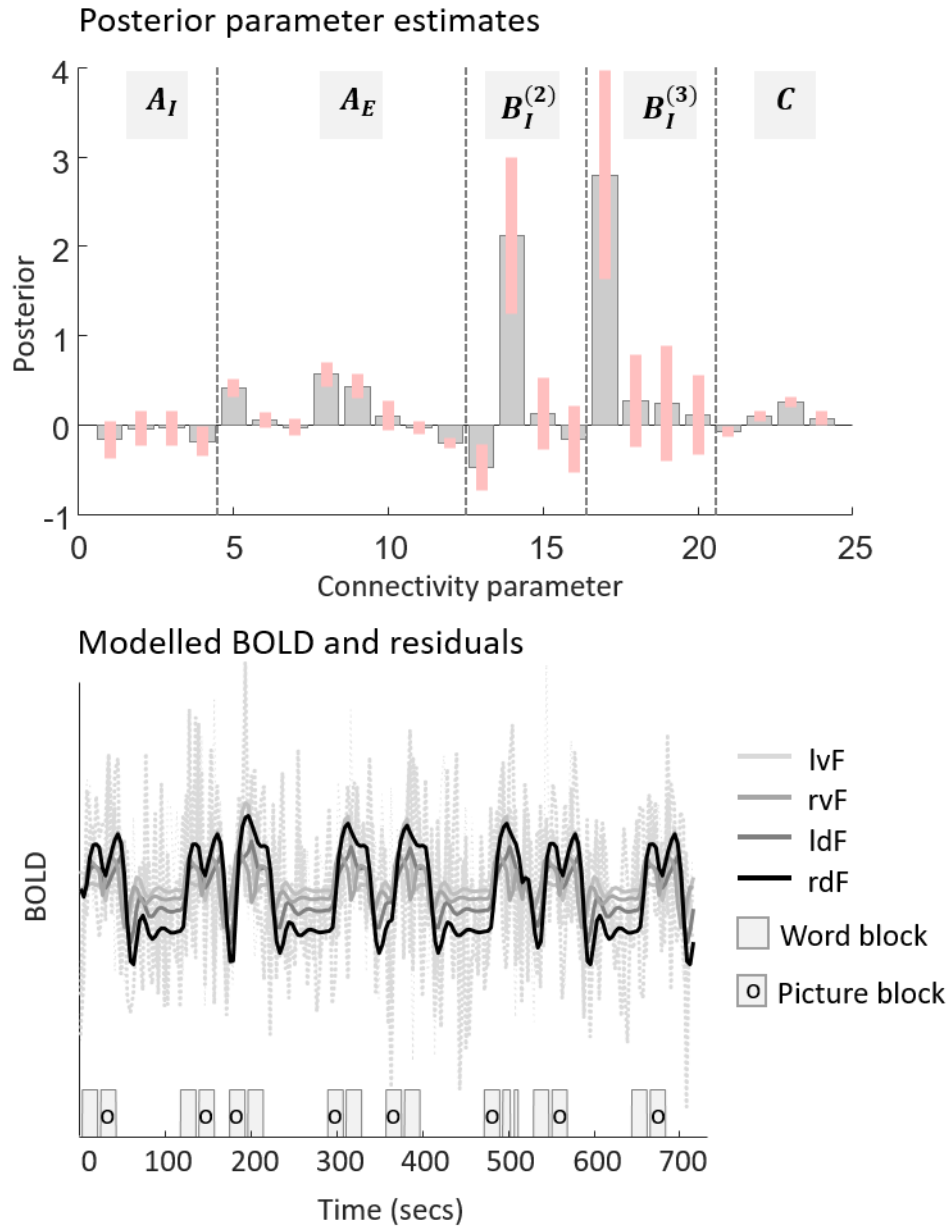 Posterior parameter estimates
A_I A_E B_I^(2) B_I^(3) C
4
3
2
1
0
-1
Posterior
0 5 10 15 20 25
Connectivity parameter
Modelled BOLD and residuals
BOLD
lvF
rvF
ldF
rdF
Word block
o Picture block
o o o o o o o o
0 100 200 300 400 500 600 700
Time (secs)